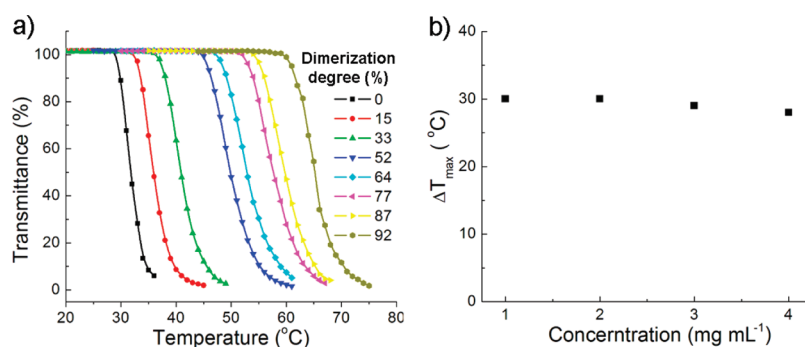 a)
Dimerization
degree (%)
0
15
33
52
64
77
87
92
Transmittance (%)
100
80
60
40
20
0
20 30 40 50 60 70 80
Temperature (°C)
b)
ΔTmax ( °C)
40
30
20
10
0
1 2 3 4
Concerntration (mg mL⁻¹)